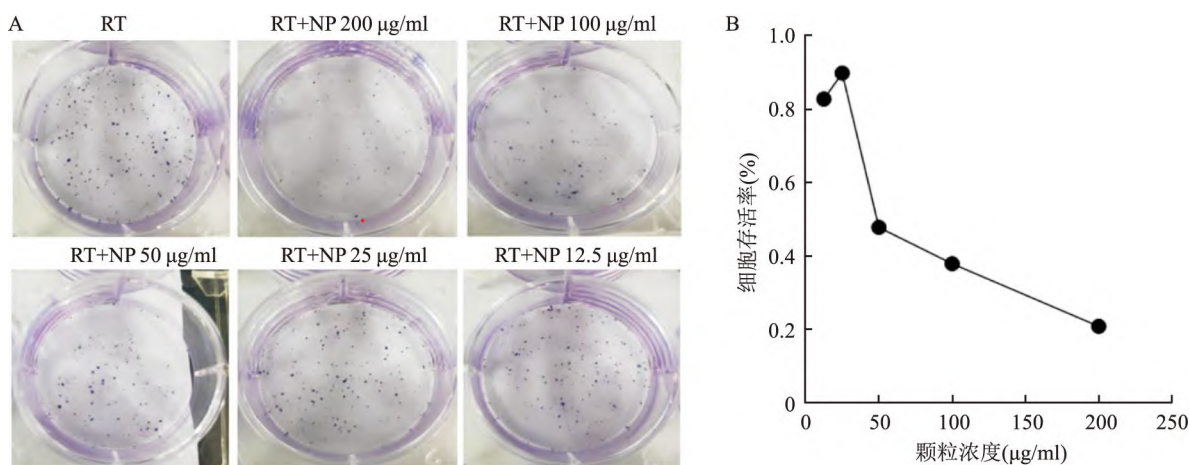 A
RT
RT+NP 200 μg/ml
RT+NP 100 μg/ml
RT+NP 50 μg/ml
RT+NP 25 μg/ml
RT+NP 12.5 μg/ml
B
1.0
0.8
0.6
0.4
0.2
0
细胞存活率(%)
0 50 100 150 200 250
颗粒浓度(μg/ml)